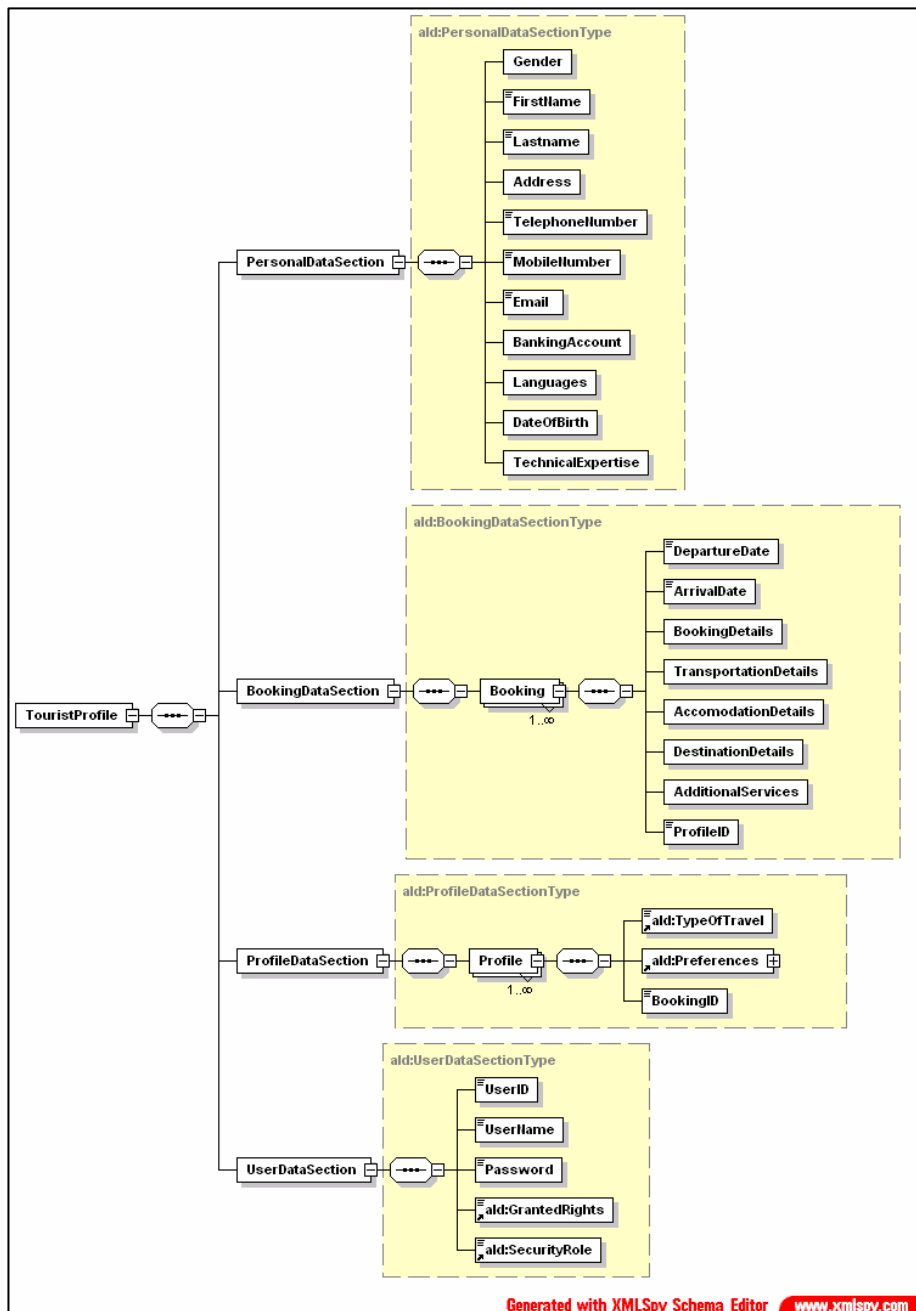 ald:PersonalDataSectionType
Gender
FirstName
Lastname
Address
TelephoneNumber
PersonalDataSection
MobileNumber
Email
BankingAccount
Languages
DateOfBirth
TechnicalExpertise
ald:BookingDataSectionType
DepartureDate
ArrivalDate
BookingDetails
TransportationDetails
BookingDataSection
Booking
1..∞
AccomodationDetails
DestinationDetails
AdditionalServices
ProfileID
TouristProfile
ald:ProfileDataSectionType
ald:TypeOfTravel
ProfileDataSection
Profile
1..∞
ald:Preferences
BookingID
ald:UserDataSectionType
UserID
UserName
UserDataSection
Password
ald:GrantedRights
ald:SecurityRole
Generated with XMLSpy Schema Editor www.xmlspy.com